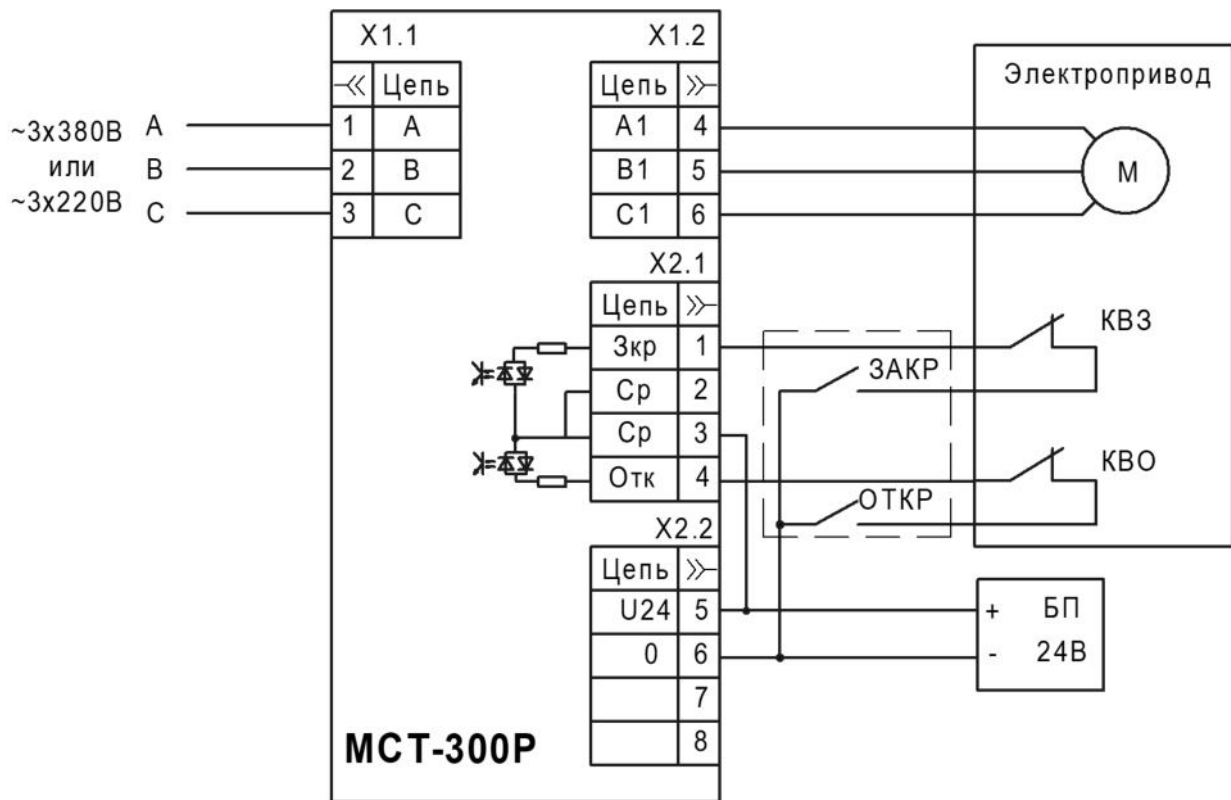 X1.1
X1.2
Цепь
Цепь
Электропривод
~3х380В
или
~3х220В
A
B
C
1 A
2 B
3 C
A1 4
B1 5
C1 6
М
X2.1
Цепь
Зкр 1
Ср 2
Ср 3
Отк 4
ЗАКР
КВЗ
ОТКР
КВО
X2.2
Цепь
U24 5
0 6
7
8
+ БП
- 24В
МСТ-300Р